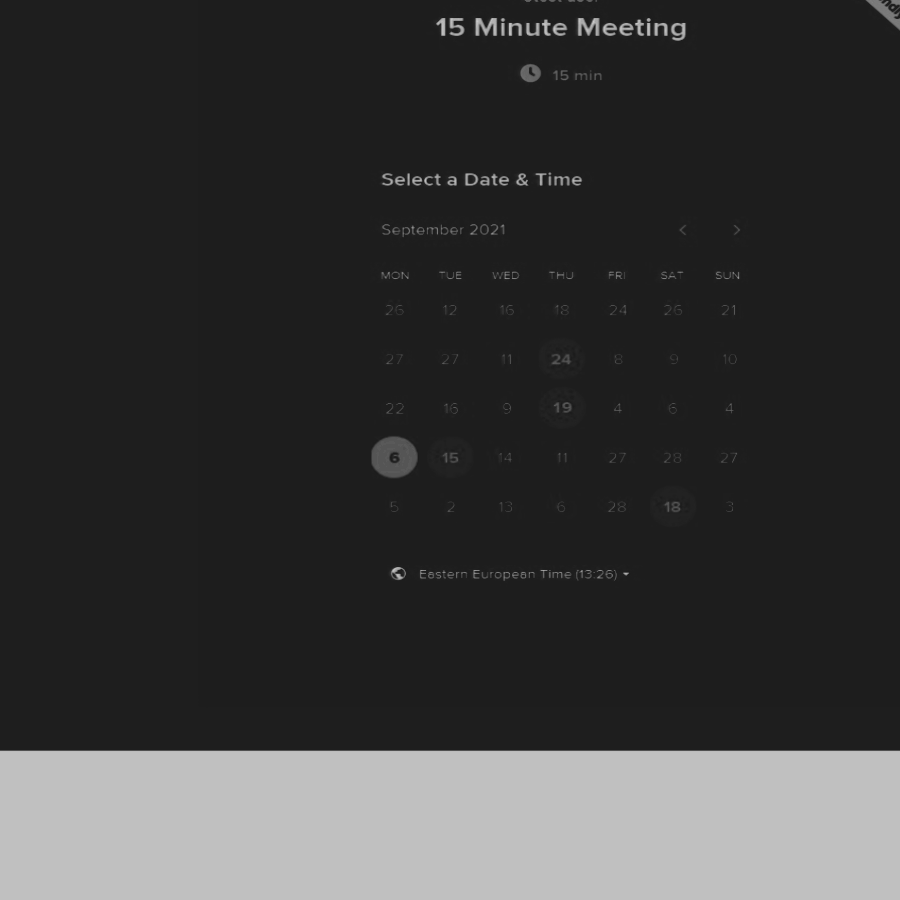 15 Minute Meeting
15 min
Select a Date & Time
September 2021
MON TUE WED THU FRI SAT SUN
26 12 16 18 24 26 21
27 27 11 24 8 9 10
22 16 9 19 4 6 4
6 15 14 11 27 28 27
5 2 13 6 28 18 3
Eastern European Time (13:26)